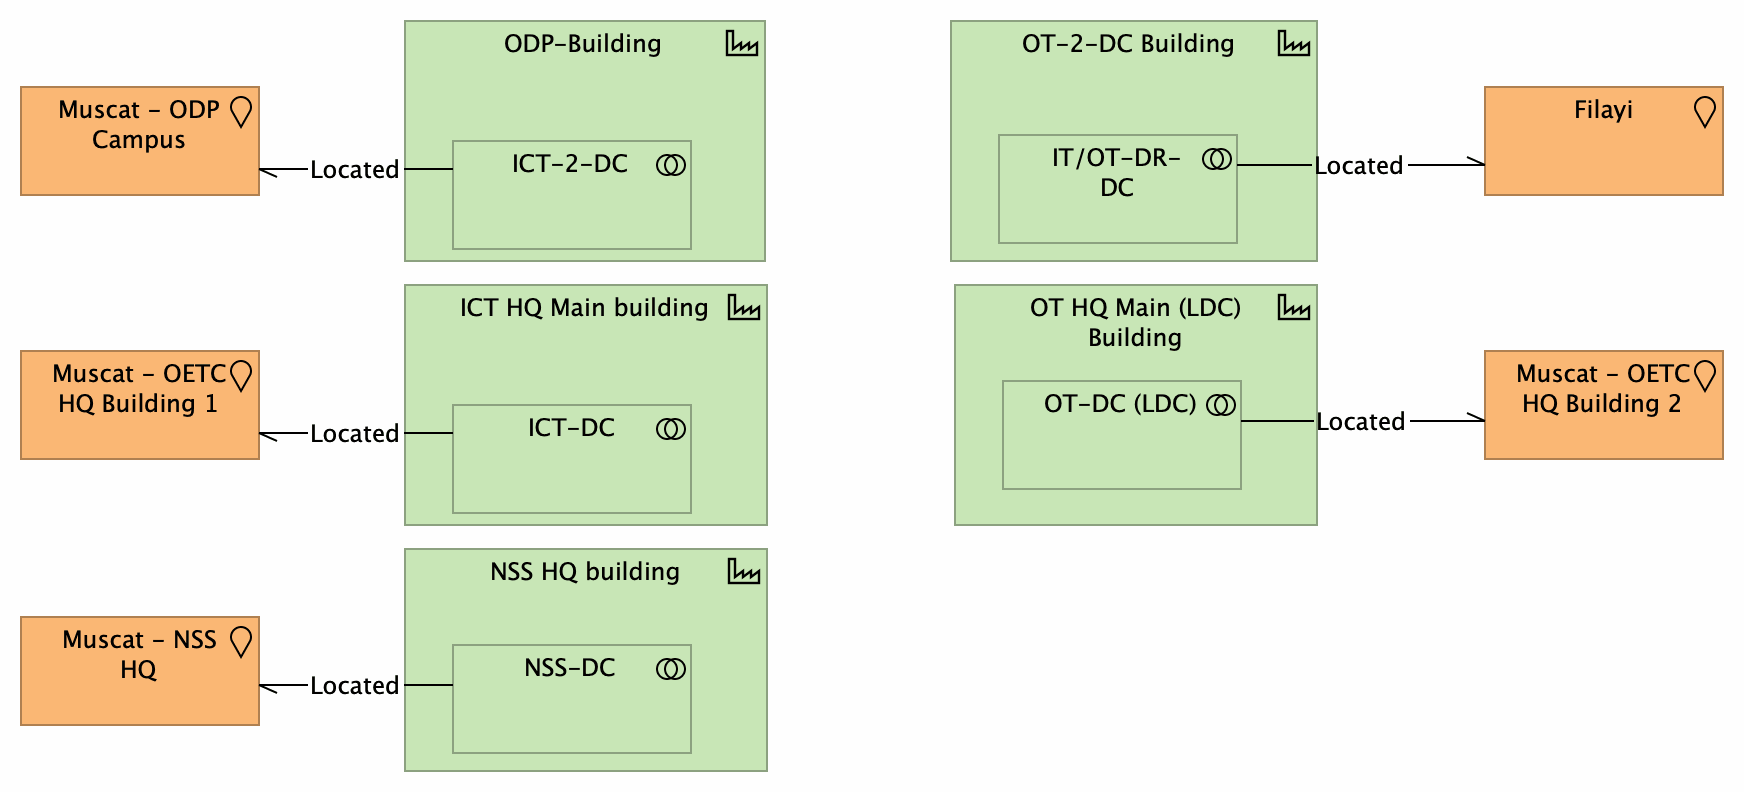 ODP-Building
Muscat - ODP
Campus
Located
ICT-2-DC
OT-2-DC Building
IT/OT-DR-
DC
Located
Filayi
ICT HQ Main building
Muscat - OETC
HQ Building 1
Located
ICT-DC
OT HQ Main (LDC)
Building
OT-DC (LDC)
Located
Muscat - OETC
HQ Building 2
NSS HQ building
Muscat - NSS
HQ
Located
NSS-DC